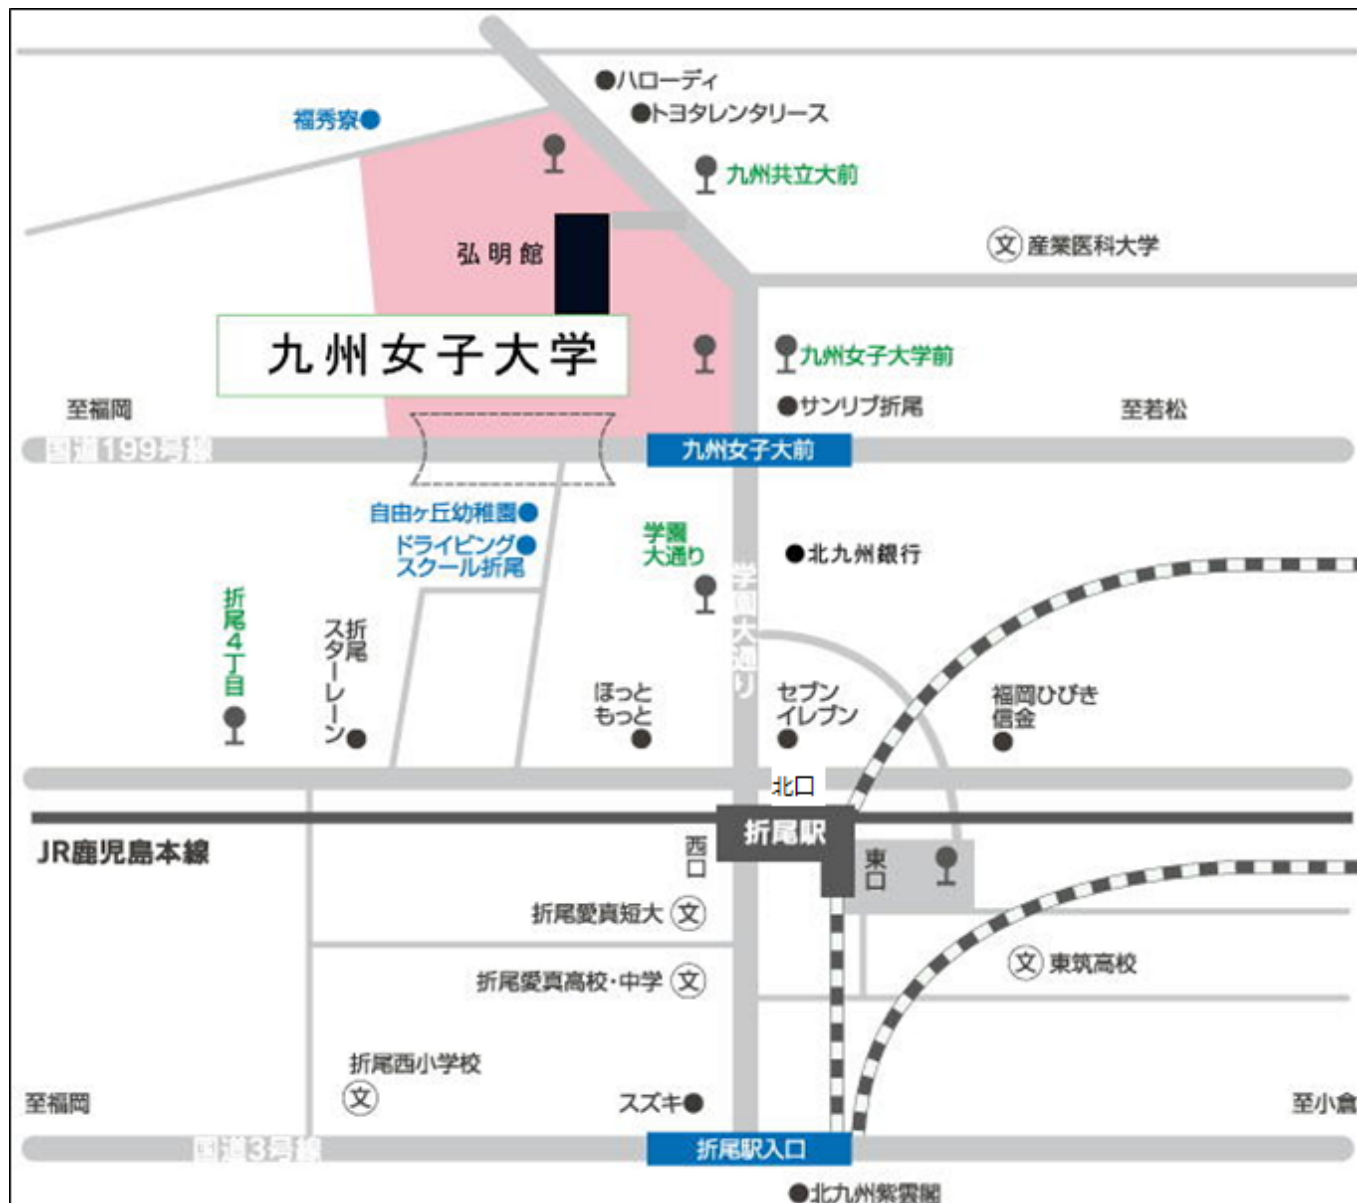 ハローディ
トヨタレンタリース
福秀寮
九州共立大前
産業医科大学
弘明館
九州女子大学
九州女子大学前
サンリブ折尾
至福岡
至若松
国道199号線
九州女子大前
自由ヶ丘幼稚園
ドライビング
スクール折尾
学園
大通り
北九州銀行
学園大通り
折尾4丁目
折尾
スターレーン
ほっと
もっと
セブン
イレブン
福岡ひびき
信金
北口
折尾駅
JR鹿児島本線
西口
東口
折尾愛真短大
文
折尾愛真高校・中学
文
文
東筑高校
折尾西小学校
文
至福岡
スズキ
至小倉
国道3号線
折尾駅入口
北九州紫雲閣
文